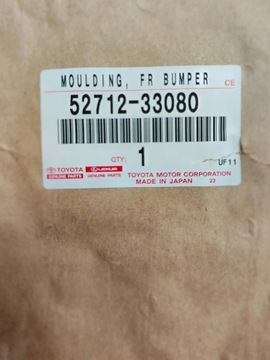 MOULDING, FR BUMPER
CE
52712-33080
QTY: 1
UF11
TOYOTA GENUINE PARTS
LEXUS GENUINE PARTS
TOYOTA MOTOR CORPORATION
MADE IN JAPAN 22